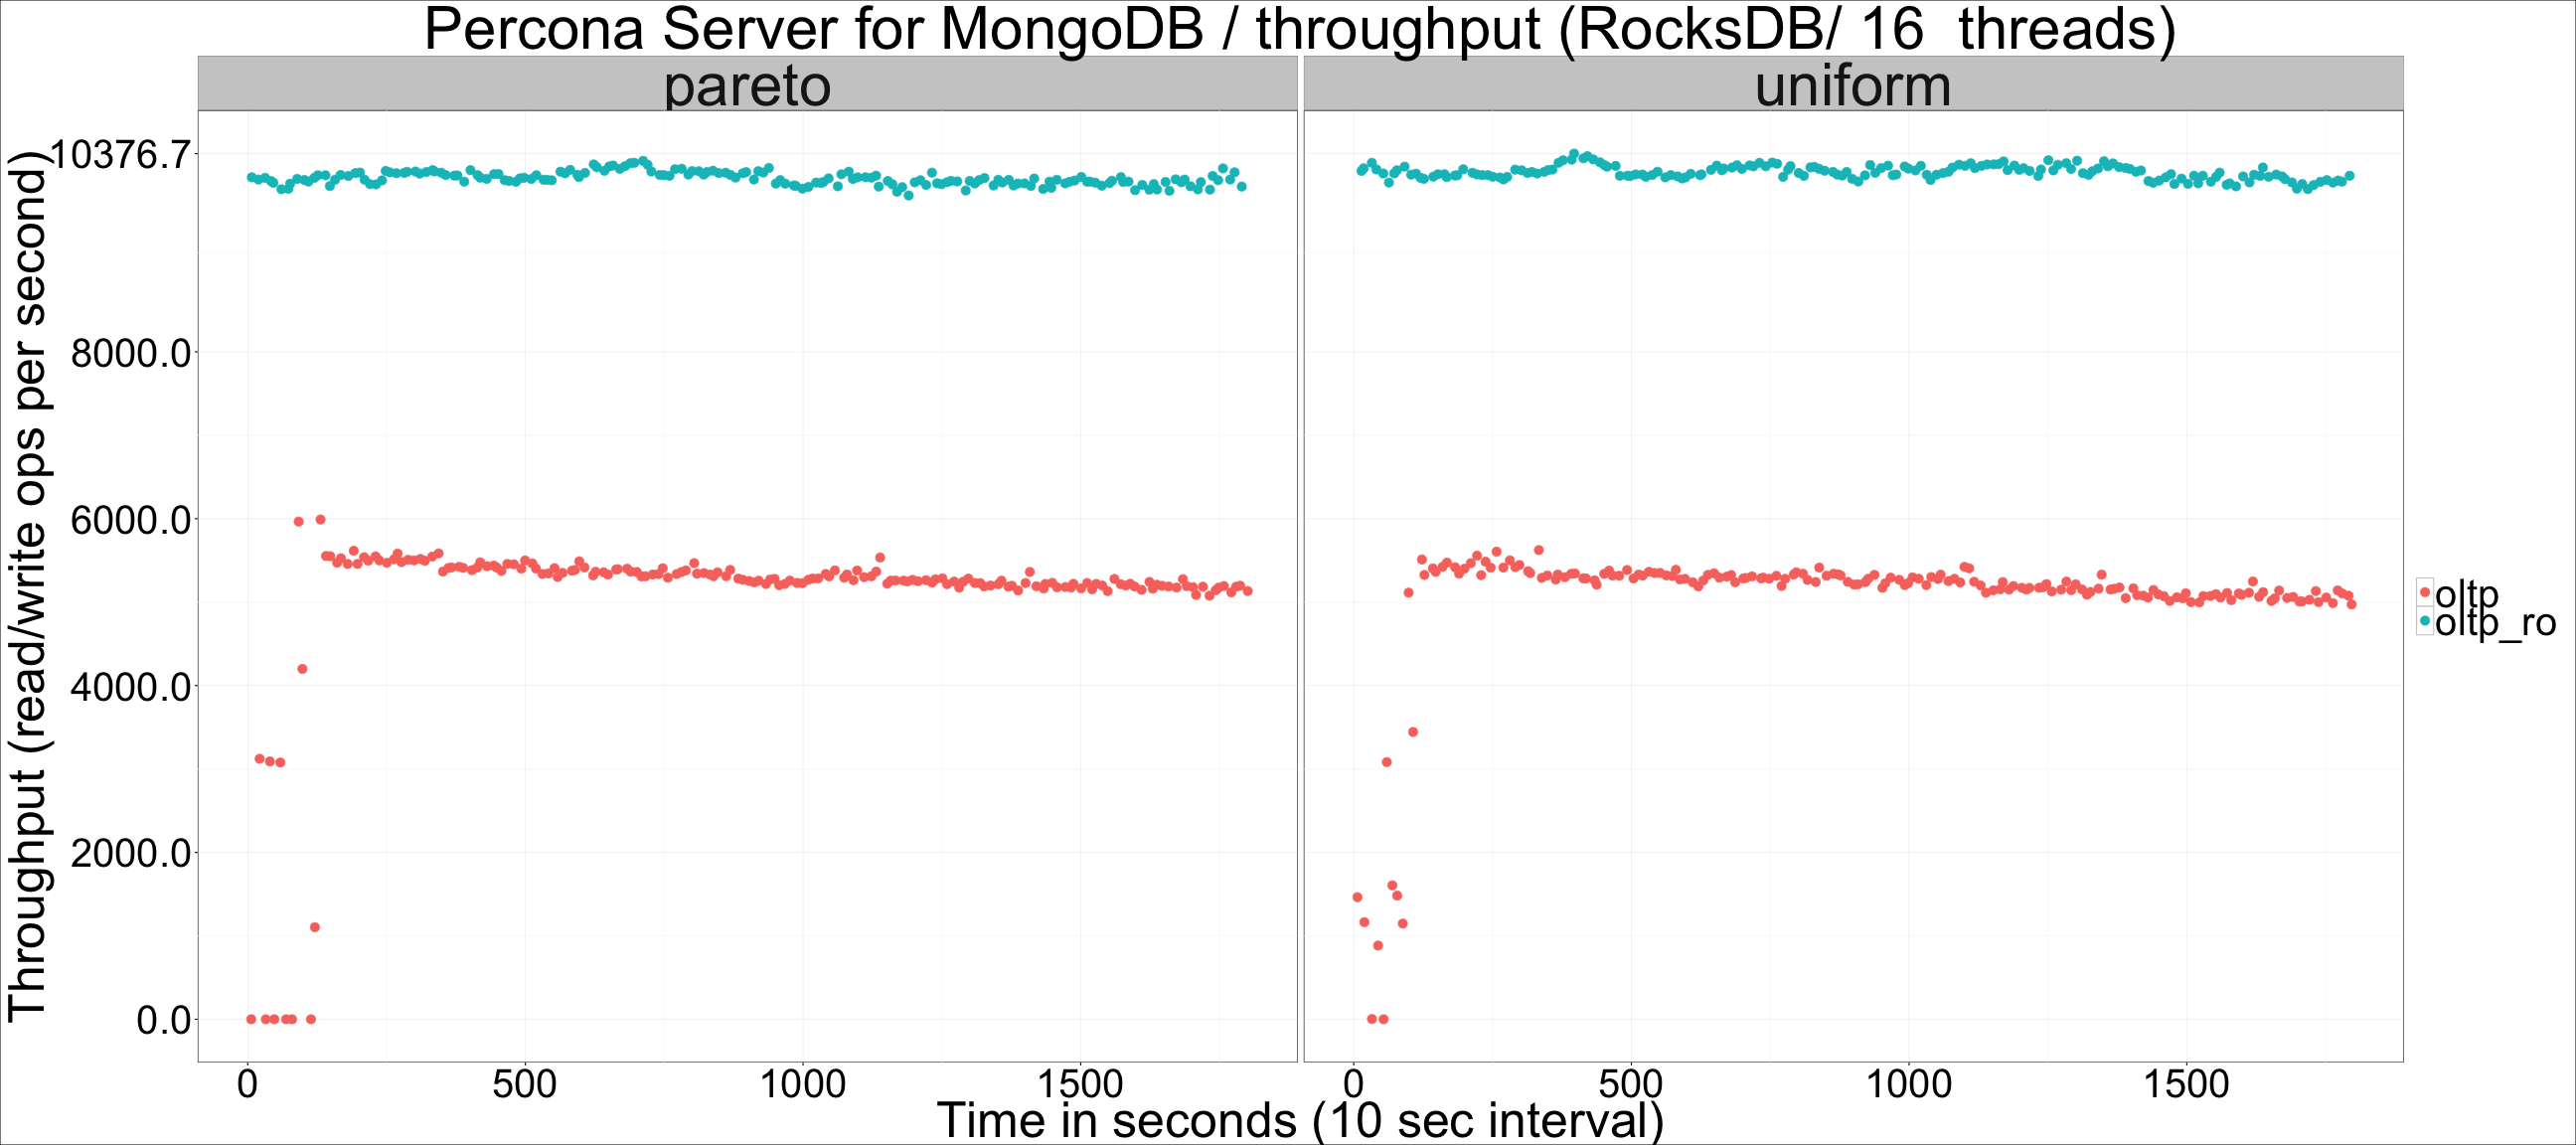 Percona Server for MongoDB / throughput (RocksDB/ 16  threads)
pareto
uniform
Throughput (read/write ops per second)
10376.7
8000.0
6000.0
4000.0
2000.0
0.0
0 500 1000 1500
0 500 1000 1500
Time in seconds (10 sec interval)
oltp
oltp_ro